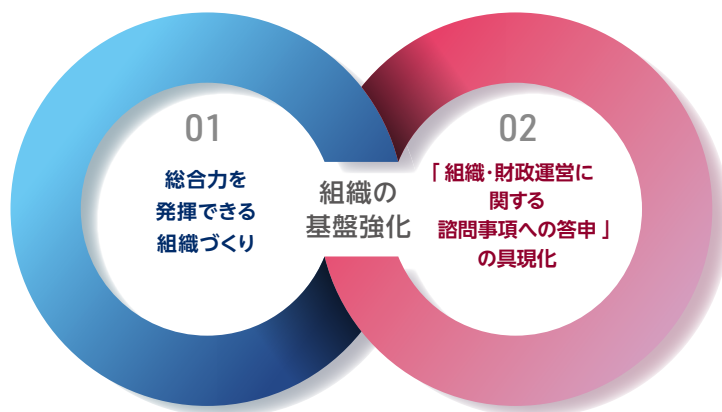 01
総合力を
発揮できる
組織づくり
組織の
基盤強化
02
「組織・財政運営に
関する
諮問事項への答申」
の具現化